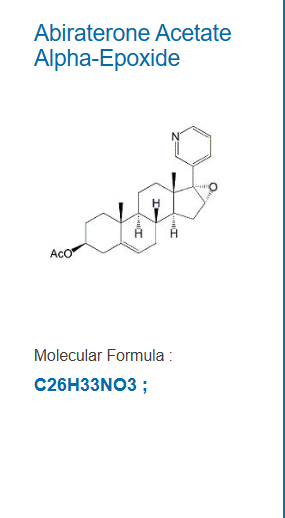 Abiraterone Acetate
Alpha-Epoxide
N
O
H
H
H
AcO
Molecular Formula :
C26H33NO3 ;